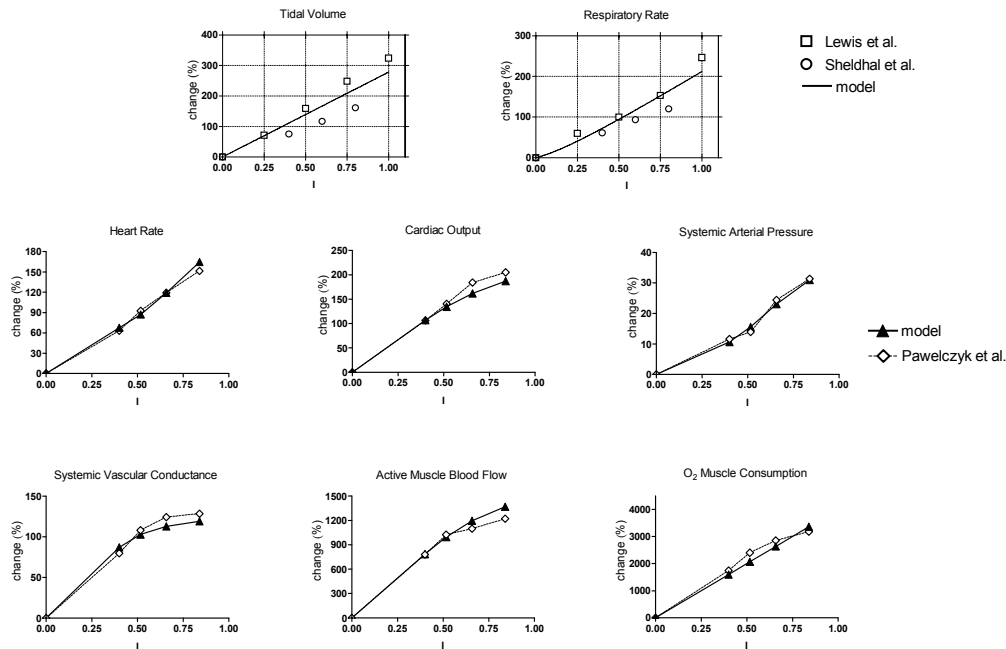 Tidal Volume
400
300
200
100
0
change (%)
0.00 0.25 0.50 0.75 1.00
I
Respiratory Rate
300
200
100
0
change (%)
0.00 0.25 0.50 0.75 1.00
I
Lewis et al.
Sheldhal et al.
model
Heart Rate
180
150
120
90
60
30
0
change (%)
0.00 0.25 0.50 0.75 1.00
I
Cardiac Output
250
200
150
100
50
0
change (%)
0.00 0.25 0.50 0.75 1.00
I
Systemic Arterial Pressure
40
30
20
10
0
change (%)
0.00 0.25 0.50 0.75 1.00
I
model
Pawelczyk et al.
Systemic Vascular Conductance
150
100
50
0
change (%)
0.00 0.25 0.50 0.75 1.00
I
Active Muscle Blood Flow
1500
1200
900
600
300
0
change (%)
0.00 0.25 0.50 0.75 1.00
I
O₂ Muscle Consumption
4000
3000
2000
1000
0
change (%)
0.00 0.25 0.50 0.75 1.00
I